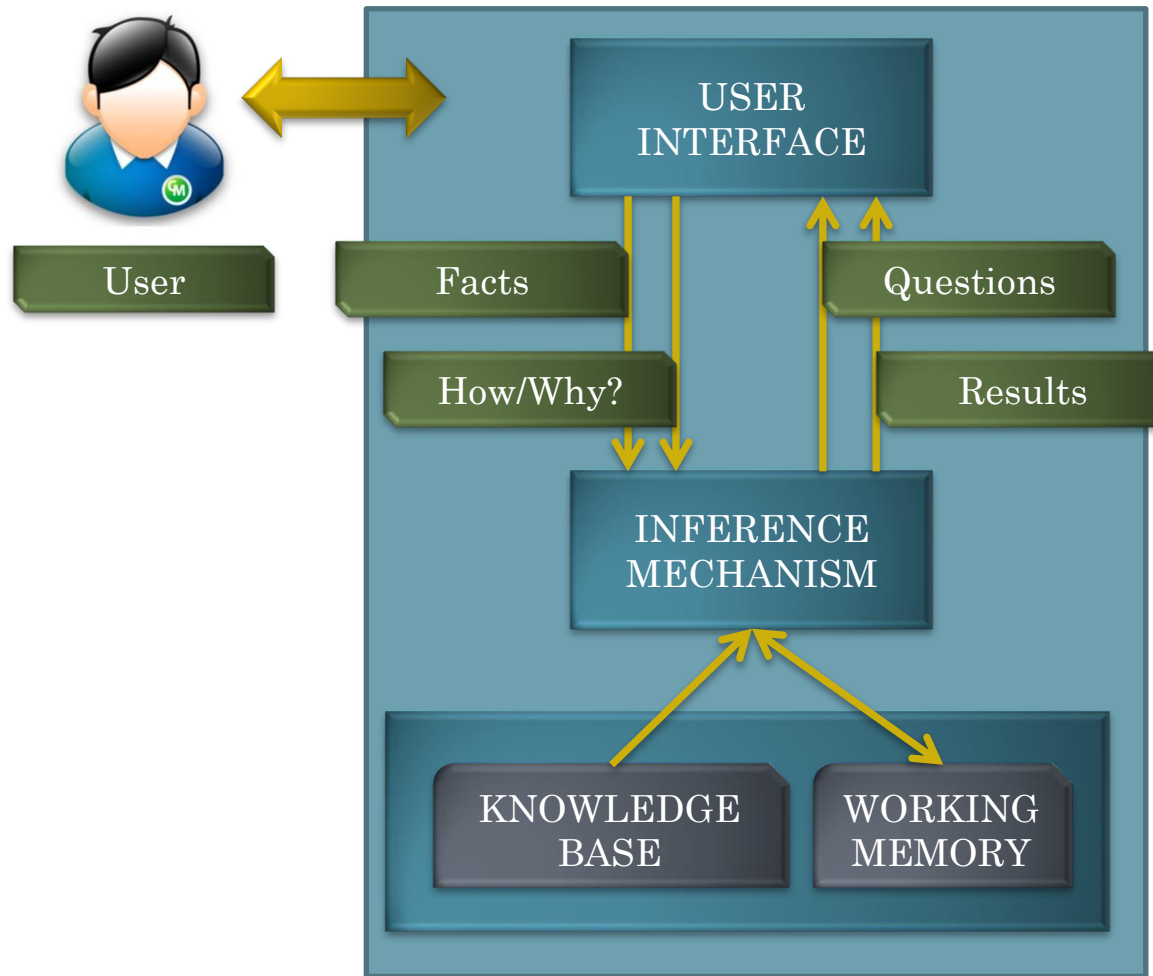 USER
INTERFACE
User
Facts
Questions
How/Why?
Results
INFERENCE
MECHANISM
KNOWLEDGE
BASE
WORKING
MEMORY